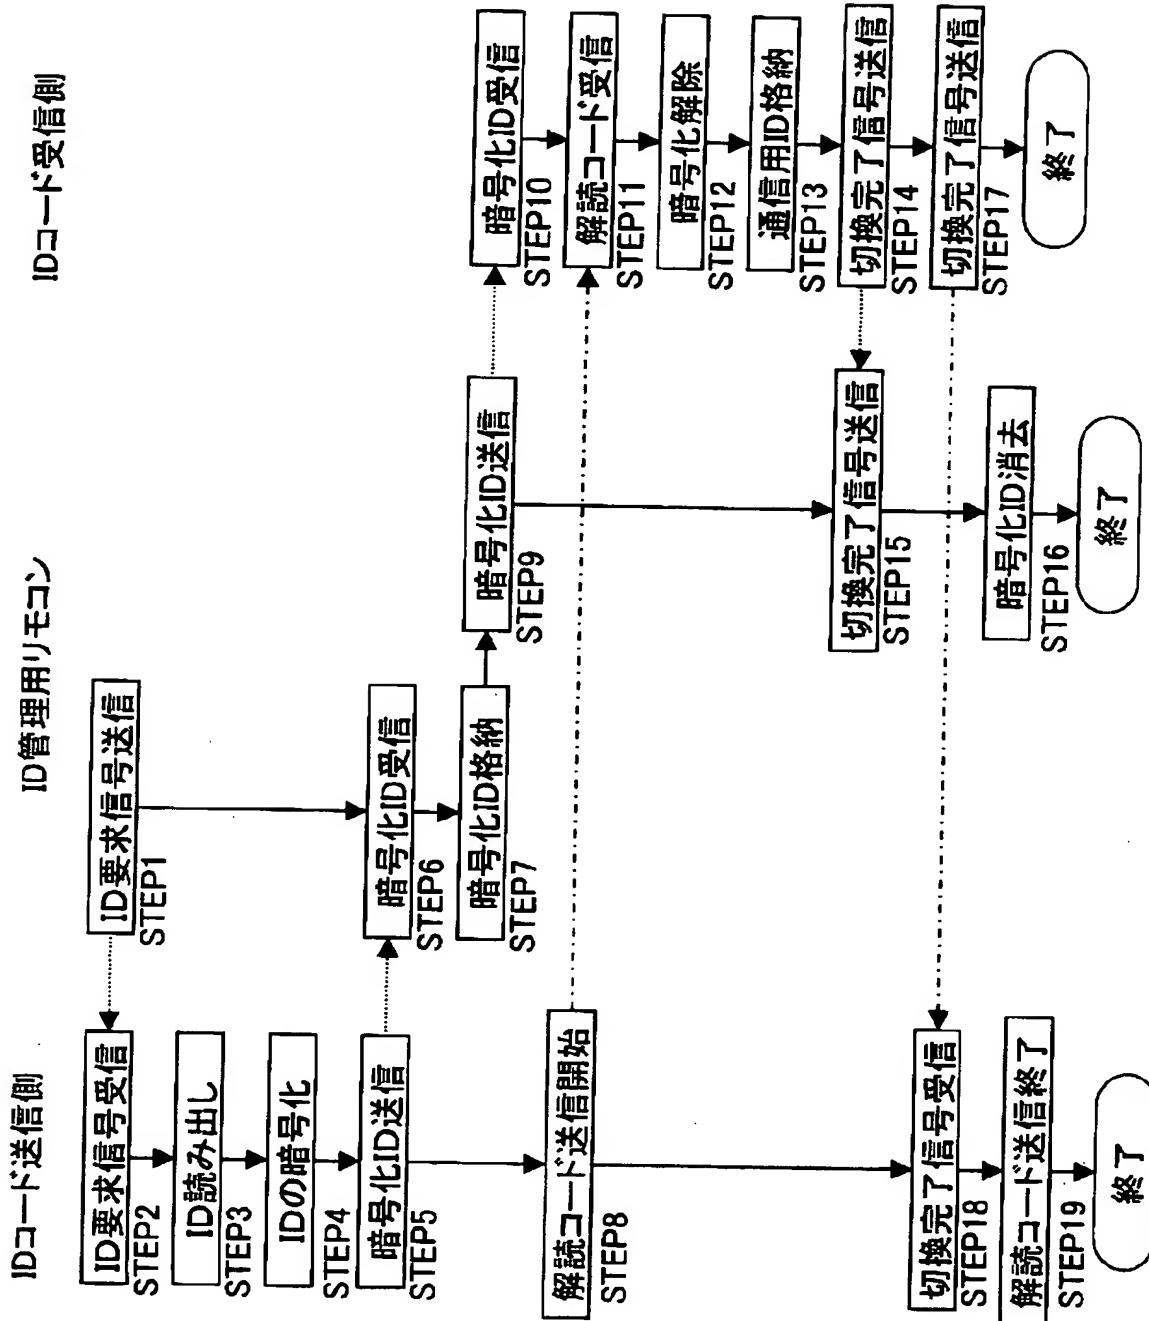 IDコード送信側
ID要求信号受信
STEP2
ID読み出し
STEP3
IDの暗号化
STEP4
暗号化ID送信
STEP5
解読コード送信開始
STEP8
切換完了信号受信
STEP18
解読コード送信終了
STEP19
終了
ID管理用リモコン
ID要求信号送信
STEP1
暗号化ID受信
STEP6
暗号化ID格納
STEP7
暗号化ID送信
STEP9
切換完了信号送信
STEP15
暗号化ID消去
STEP16
終了
IDコード受信側
暗号化ID受信
STEP10
解読コード受信
STEP11
暗号化解除
STEP12
通信用ID格納
STEP13
切換完了信号送信
STEP14
切換完了信号送信
STEP17
終了